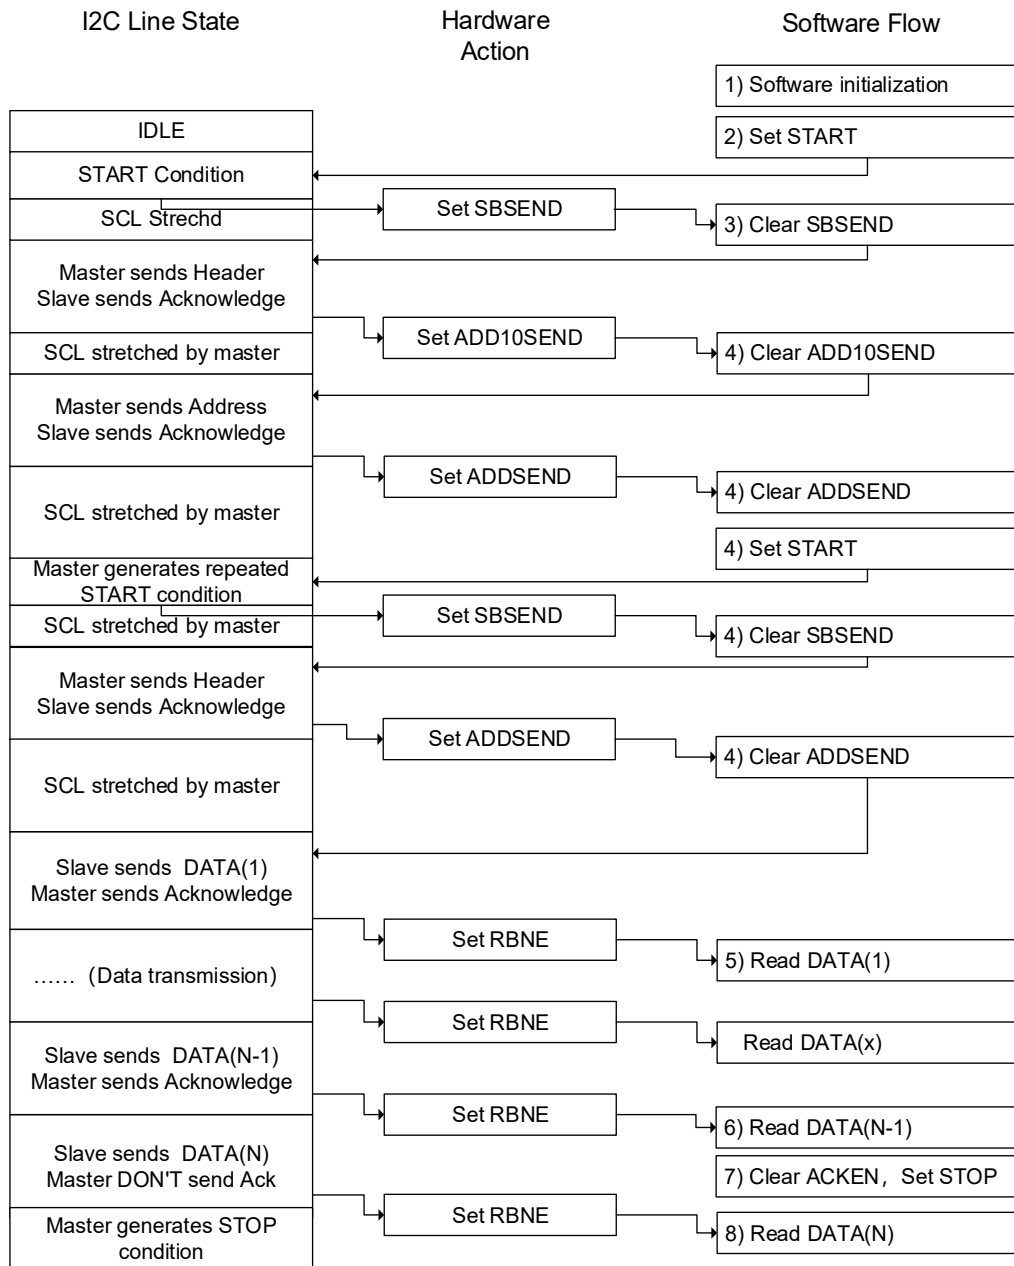 I2C Line State
Hardware
Action
Software Flow
1) Software initialization
IDLE
2) Set START
START Condition
Set SBSEND
SCL Strechd
3) Clear SBSEND
Master sends Header
Slave sends Acknowledge
Set ADD10SEND
SCL stretched by master
4) Clear ADD10SEND
Master sends Address
Slave sends Acknowledge
Set ADDSEND
4) Clear ADDSEND
SCL stretched by master
4) Set START
Master generates repeated
START condition
Set SBSEND
SCL stretched by master
4) Clear SBSEND
Master sends Header
Slave sends Acknowledge
Set ADDSEND
4) Clear ADDSEND
SCL stretched by master
Slave sends DATA(1)
Master sends Acknowledge
Set RBNE
5) Read DATA(1)
...... (Data transmission)
Set RBNE
Read DATA(x)
Slave sends DATA(N-1)
Master sends Acknowledge
Set RBNE
6) Read DATA(N-1)
Slave sends DATA(N)
Master DON'T send Ack
7) Clear ACKEN, Set STOP
Set RBNE
8) Read DATA(N)
Master generates STOP
condition